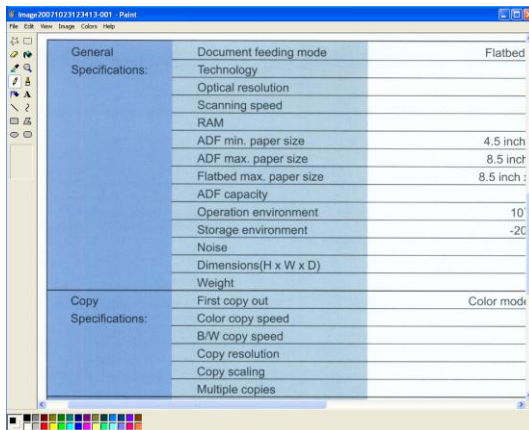 Image20071023123413-001 - Paint
File Edit View Image Colors Help
General Document feeding mode Flatbed
Specifications: Technology
Optical resolution
Scanning speed
RAM
ADF min. paper size 4.5 inch
ADF max. paper size 8.5 inch
Flatbed max. paper size 8.5 inch
ADF capacity
Operation environment 10
Storage environment -20
Noise
Dimensions(H x W x D)
Weight
Copy First copy out Color mode
Specifications: Color copy speed
B/W copy speed
Copy resolution
Copy scaling
Multiple copies